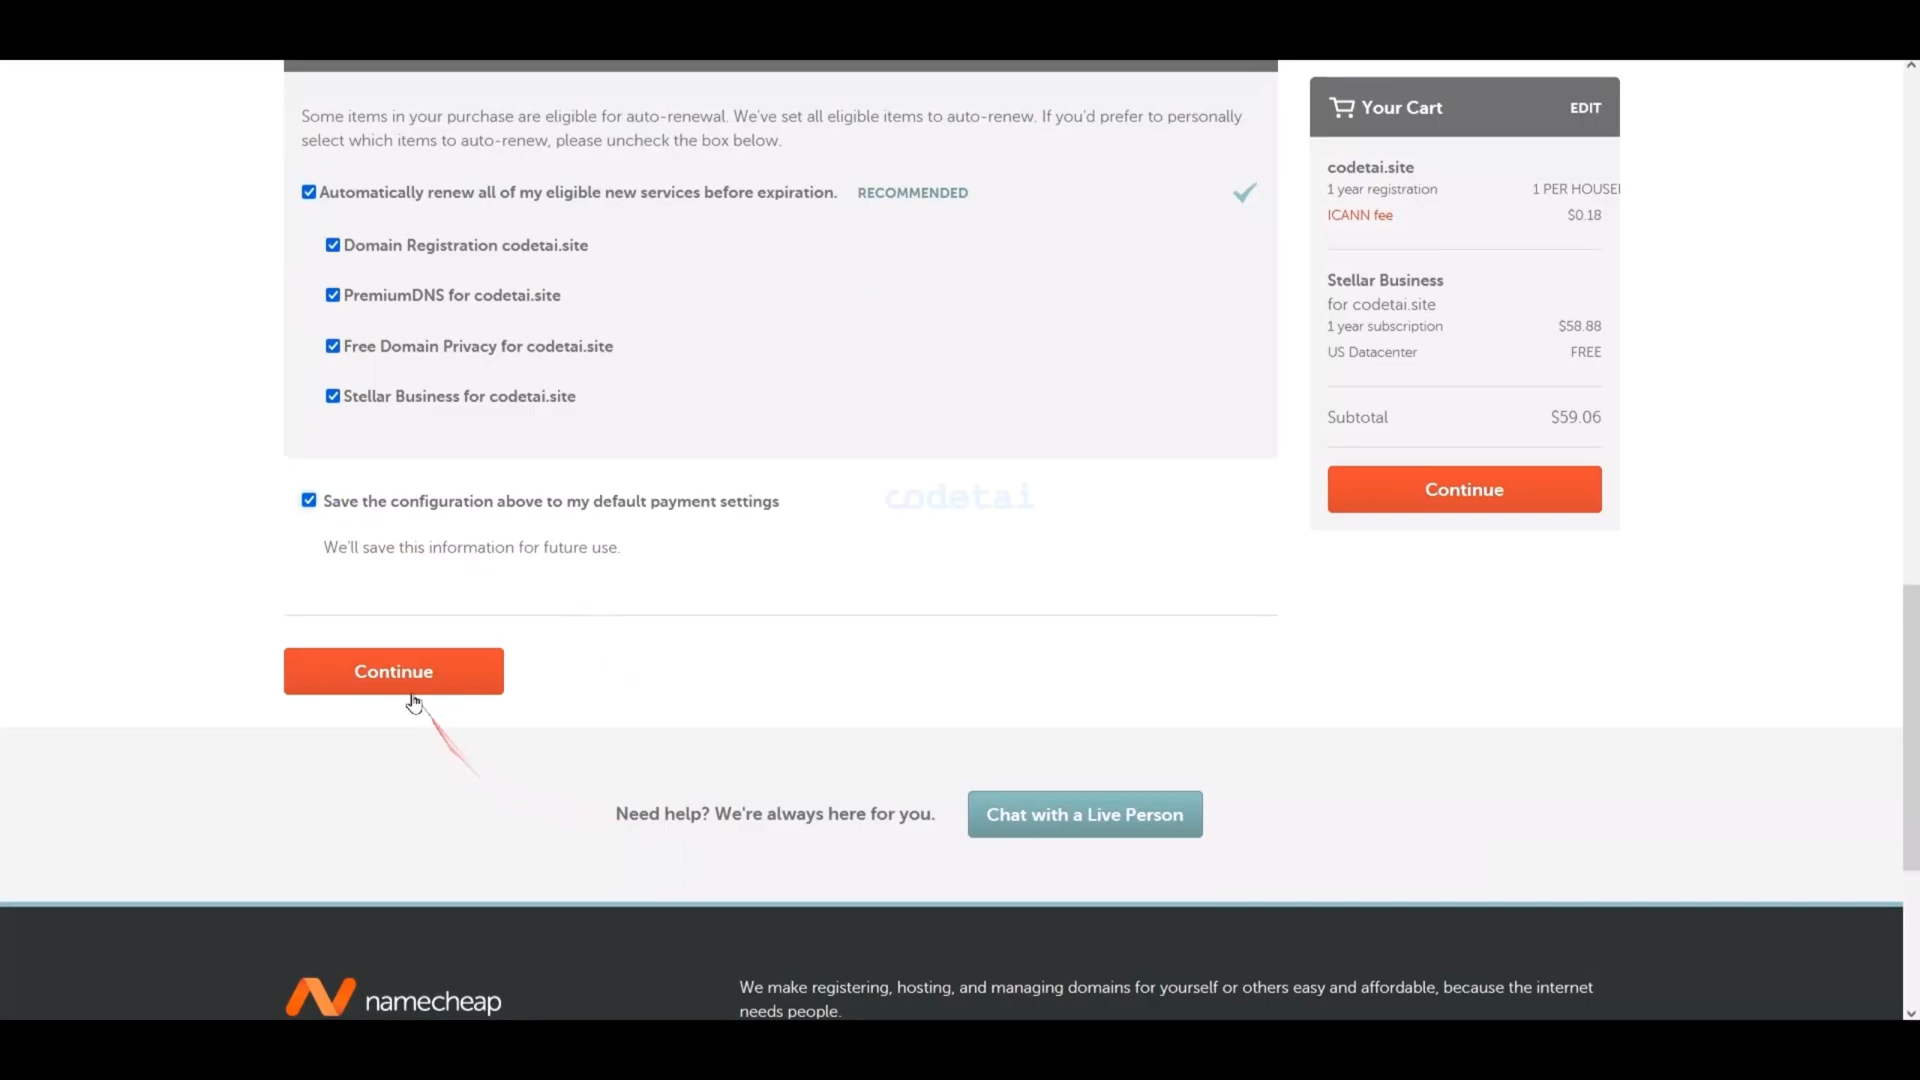 Some items in your purchase are eligible for auto-renewal. We've set all eligible items to auto-renew. If you'd prefer to personally
select which items to auto-renew, please uncheck the box below.
Automatically renew all of my eligible new services before expiration. RECOMMENDED
Domain Registration codetai.site
PremiumDNS for codetai.site
Free Domain Privacy for codetai.site
Stellar Business for codetai.site
Save the configuration above to my default payment settings
We'll save this information for future use.
codetai
Continue
Your Cart EDIT
codetai.site
1 year registration 1 PER HOUSE
ICANN fee $0.18
Stellar Business
for codetai.site
1 year subscription $58.88
US Datacenter FREE
Subtotal $59.06
Continue
Need help? We're always here for you. Chat with a Live Person
namecheap
We make registering, hosting, and managing domains for yourself or others easy and affordable, because the internet
needs people.